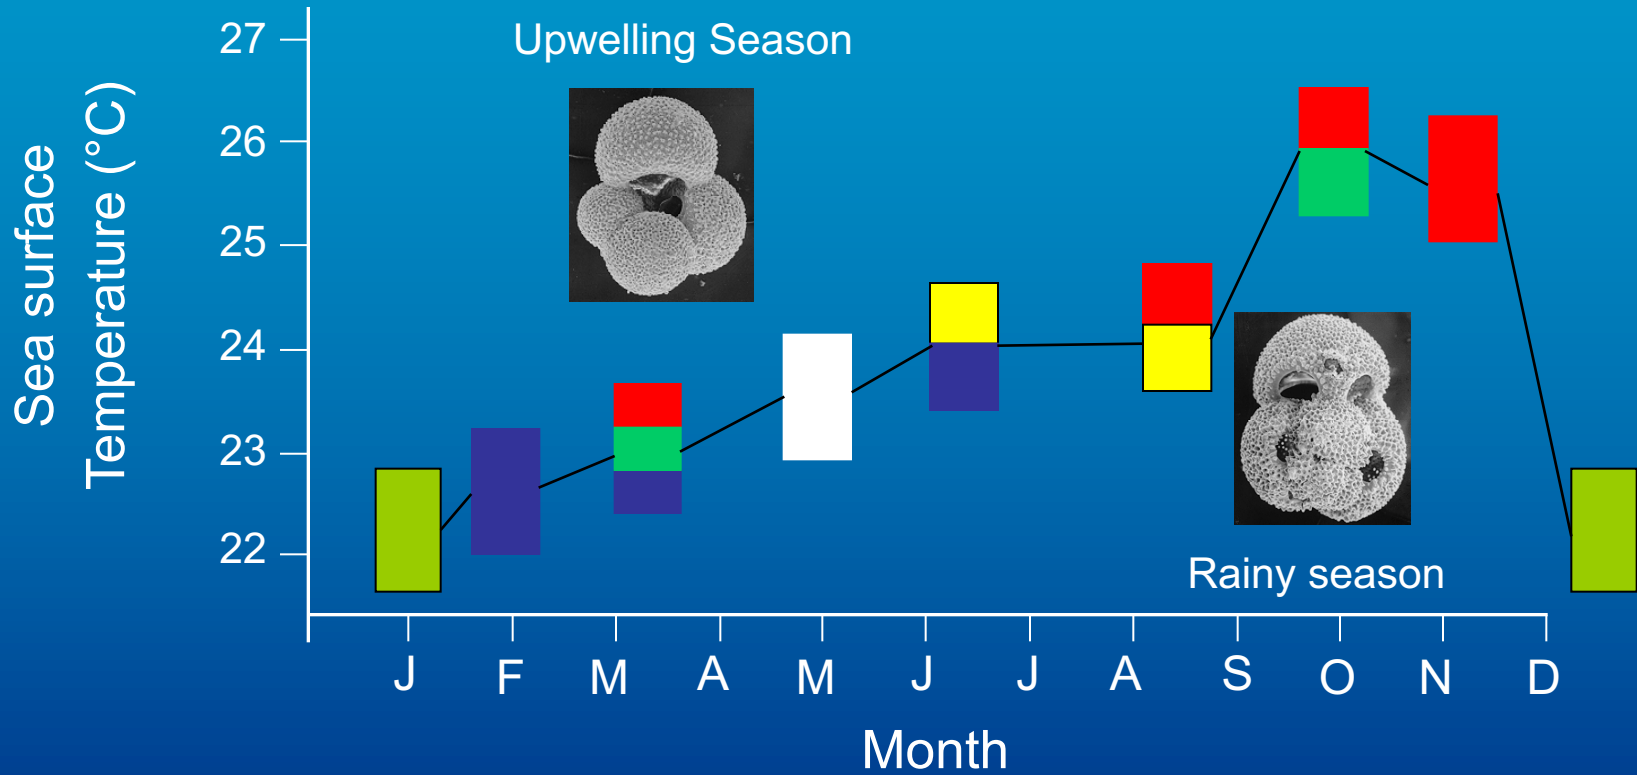 Upwelling Season
Sea surface
Temperature (°C)
27
26
25
24
23
22
Rainy season
J F M A M J J A S O N D
Month